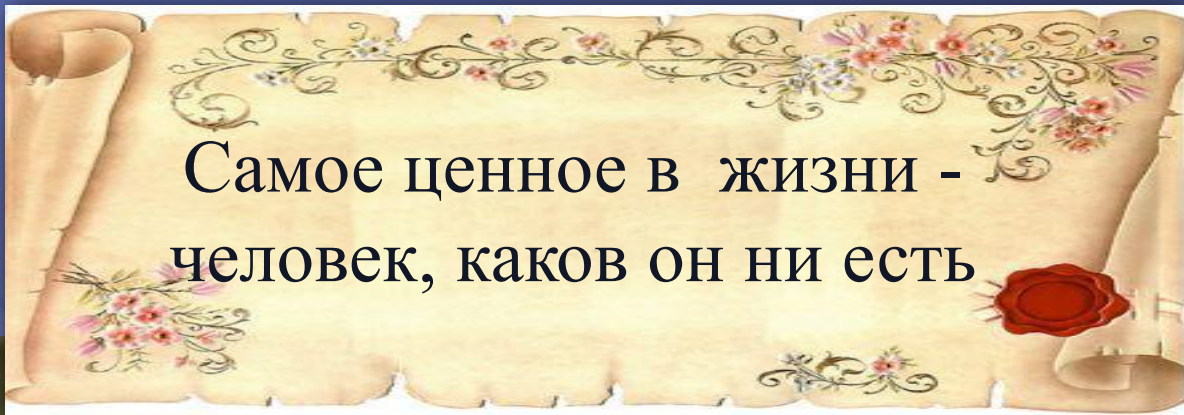 Самое ценное в жизни -
человек, каков он ни есть